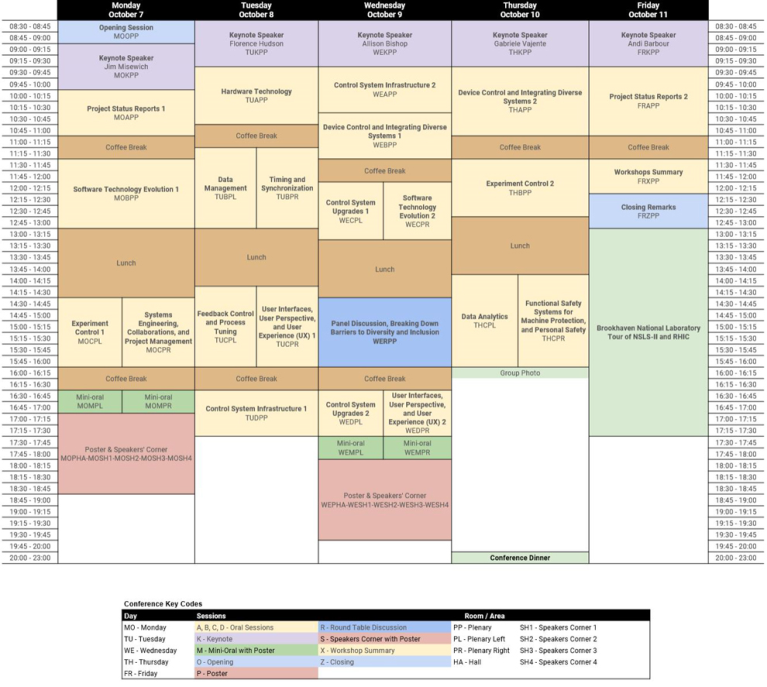 Monday
October 7
Tuesday
October 8
Wednesday
October 9
Thursday
October 10
Friday
October 11
08:30 - 08:45
08:45 - 09:00
09:00 - 09:15
09:15 - 09:30
09:30 - 09:45
09:45 - 10:00
10:00 - 10:15
10:15 - 10:30
10:30 - 10:45
10:45 - 11:00
11:00 - 11:15
11:15 - 11:30
11:30 - 11:45
11:45 - 12:00
12:00 - 12:15
12:15 - 12:30
12:30 - 12:45
12:45 - 13:00
13:00 - 13:15
13:15 - 13:30
13:30 - 13:45
13:45 - 14:00
14:00 - 14:15
14:15 - 14:30
14:30 - 14:45
14:45 - 15:00
15:00 - 15:15
15:15 - 15:30
15:30 - 15:45
15:45 - 16:00
16:00 - 16:15
16:15 - 16:30
16:30 - 16:45
16:45 - 17:00
17:00 - 17:15
17:15 - 17:30
17:30 - 17:45
17:45 - 18:00
18:00 - 18:15
18:15 - 18:30
18:30 - 18:45
18:45 - 19:00
19:00 - 19:15
19:15 - 19:30
19:30 - 19:45
19:45 - 20:00
20:00 - 23:00
Opening Session
MOOPP
Keynote Speaker
Jim Misewich
MOKPP
Project Status Reports 1
MOAPP
Coffee Break
Software Technology Evolution 1
MOBPP
Lunch
Experiment
Control 1
MOCPL
Systems
Engineering,
Collaborations, and
Project Management
MOCPR
Coffee Break
Mini-oral
MOMPL
Mini-oral
MOMPR
Poster & Speakers' Corner
MOPHA-MOSH1-MOSH2-MOSH3-MOSH4
Keynote Speaker
Florence Hudson
TUKPP
Hardware Technology
TUAPP
Coffee Break
Data
Management
TUBPL
Timing and
Synchronization
TUBPR
Lunch
Feedback Control
and Process
Tuning
TUCPL
User Interfaces,
User Perspective,
and User
Experience (UX) 1
TUCPR
Coffee Break
Control System Infrastructure 1
TUDPP
Keynote Speaker
Allison Bishop
WEKPP
Control System Infrastructure 2
WEAPP
Device Control and Integrating Diverse
Systems 1
WEBPP
Coffee Break
Control System
Upgrades 1
WECPL
Software
Technology
Evolution 2
WECPR
Lunch
Panel Discussion, Breaking Down
Barriers to Diversity and Inclusion
WERPP
Coffee Break
Control System
Upgrades 2
WEDPL
User Interfaces,
User Perspective,
and User
Experience (UX) 2
WEDPR
Mini-oral
WEMPL
Mini-oral
WEMPR
Poster & Speakers' Corner
WEPHA-WESH1-WESH2-WESH3-WESH4
Keynote Speaker
Gabriele Vajente
THKPP
Device Control and Integrating Diverse
Systems 2
THAPP
Coffee Break
Experiment Control 2
THBPP
Lunch
Data Analytics
THCPL
Functional Safety
Systems for
Machine Protection,
and Personal Safety
THCPR
Group Photo
Conference Dinner
Keynote Speaker
Andi Barbour
FRKPP
Project Status Reports 2
FRAPP
Coffee Break
Workshops Summary
FRXPP
Closing Remarks
FRZPP
Brookhaven National Laboratory
Tour of NSLS-II and RHIC
08:30 - 08:45
08:45 - 09:00
09:00 - 09:15
09:15 - 09:30
09:30 - 09:45
09:45 - 10:00
10:00 - 10:15
10:15 - 10:30
10:30 - 10:45
10:45 - 11:00
11:00 - 11:15
11:15 - 11:30
11:30 - 11:45
11:45 - 12:00
12:00 - 12:15
12:15 - 12:30
12:30 - 12:45
12:45 - 13:00
13:00 - 13:15
13:15 - 13:30
13:30 - 13:45
13:45 - 14:00
14:00 - 14:15
14:15 - 14:30
14:30 - 14:45
14:45 - 15:00
15:00 - 15:15
15:15 - 15:30
15:30 - 15:45
15:45 - 16:00
16:00 - 16:15
16:15 - 16:30
16:30 - 16:45
16:45 - 17:00
17:00 - 17:15
17:15 - 17:30
17:30 - 17:45
17:45 - 18:00
18:00 - 18:15
18:15 - 18:30
18:30 - 18:45
18:45 - 19:00
19:00 - 19:15
19:15 - 19:30
19:30 - 19:45
19:45 - 20:00
20:00 - 23:00
Conference Key Codes
Day Sessions Room / Area
MO - Monday A, B, C, D - Oral Sessions R - Round Table Discussion PP - Plenary SH1 - Speakers Corner 1
TU - Tuesday K - Keynote S - Speakers Corner with Poster PL - Plenary Left SH2 - Speakers Corner 2
WE - Wednesday M - Mini-Oral with Poster X - Workshop Summary PR - Plenary Right SH3 - Speakers Corner 3
TH - Thursday O - Opening Z - Closing HA - Hall SH4 - Speakers Corner 4
FR - Friday P - Poster